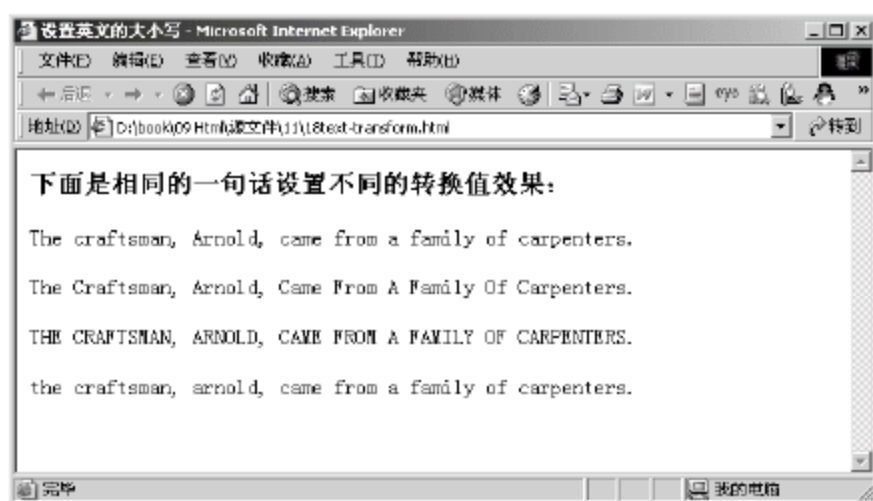 设置英文的大小写 - Microsoft Internet Explorer
文件(F) 编辑(E) 查看(V) 收藏(A) 工具(T) 帮助(H)
后退 搜索 收藏夹 媒体
地址(D) D:\book\09 Html\源文件\11\18text-transform.html 转到
下面是相同的一句话设置不同的转换值效果:
The craftsman, Arnold, came from a family of carpenters.
The Craftsman, Arnold, Came From A Family Of Carpenters.
THE CRAFTSMAN, ARNOLD, CAME FROM A FAMILY OF CARPENTERS.
the craftsman, arnold, came from a family of carpenters.
完毕 我的电脑